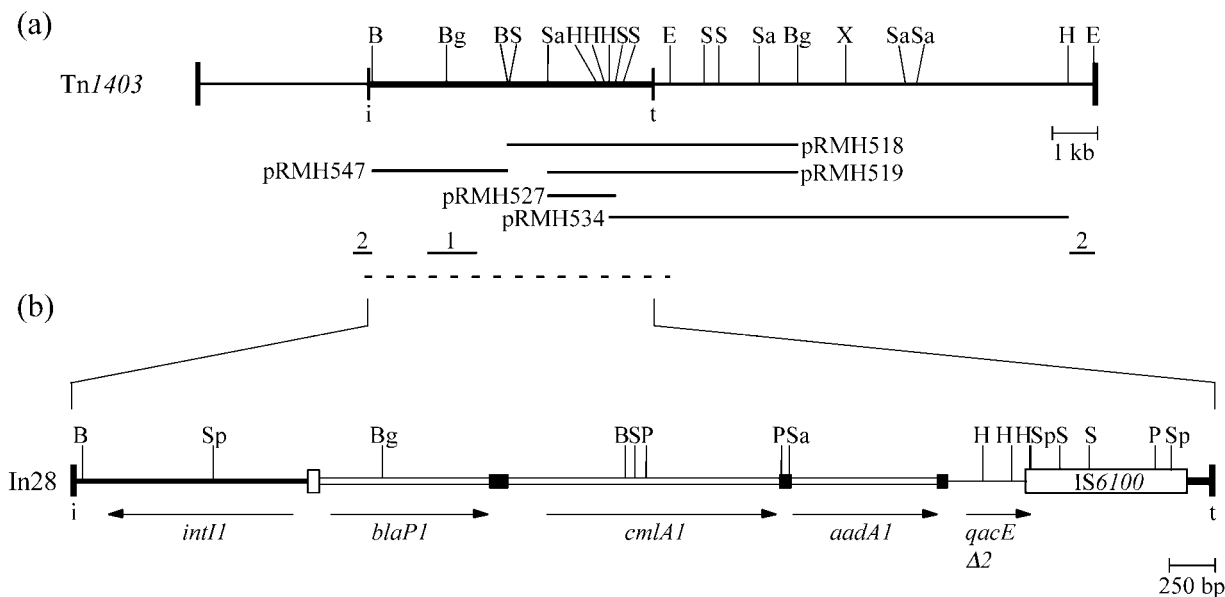 (a)
B Bg BS SaHHHSS E SS Sa Bg X SaSa H E
Tn1403
i t
1 kb
pRMH518
pRMH547 pRMH519
pRMH527
pRMH534
2 1 2
(b)
B Sp Bg BSP PSa H HHSpS S P Sp
In28 IS6100
i t
intI1 blaP1 cmlA1 aadA1 qacE
Δ2
250 bp